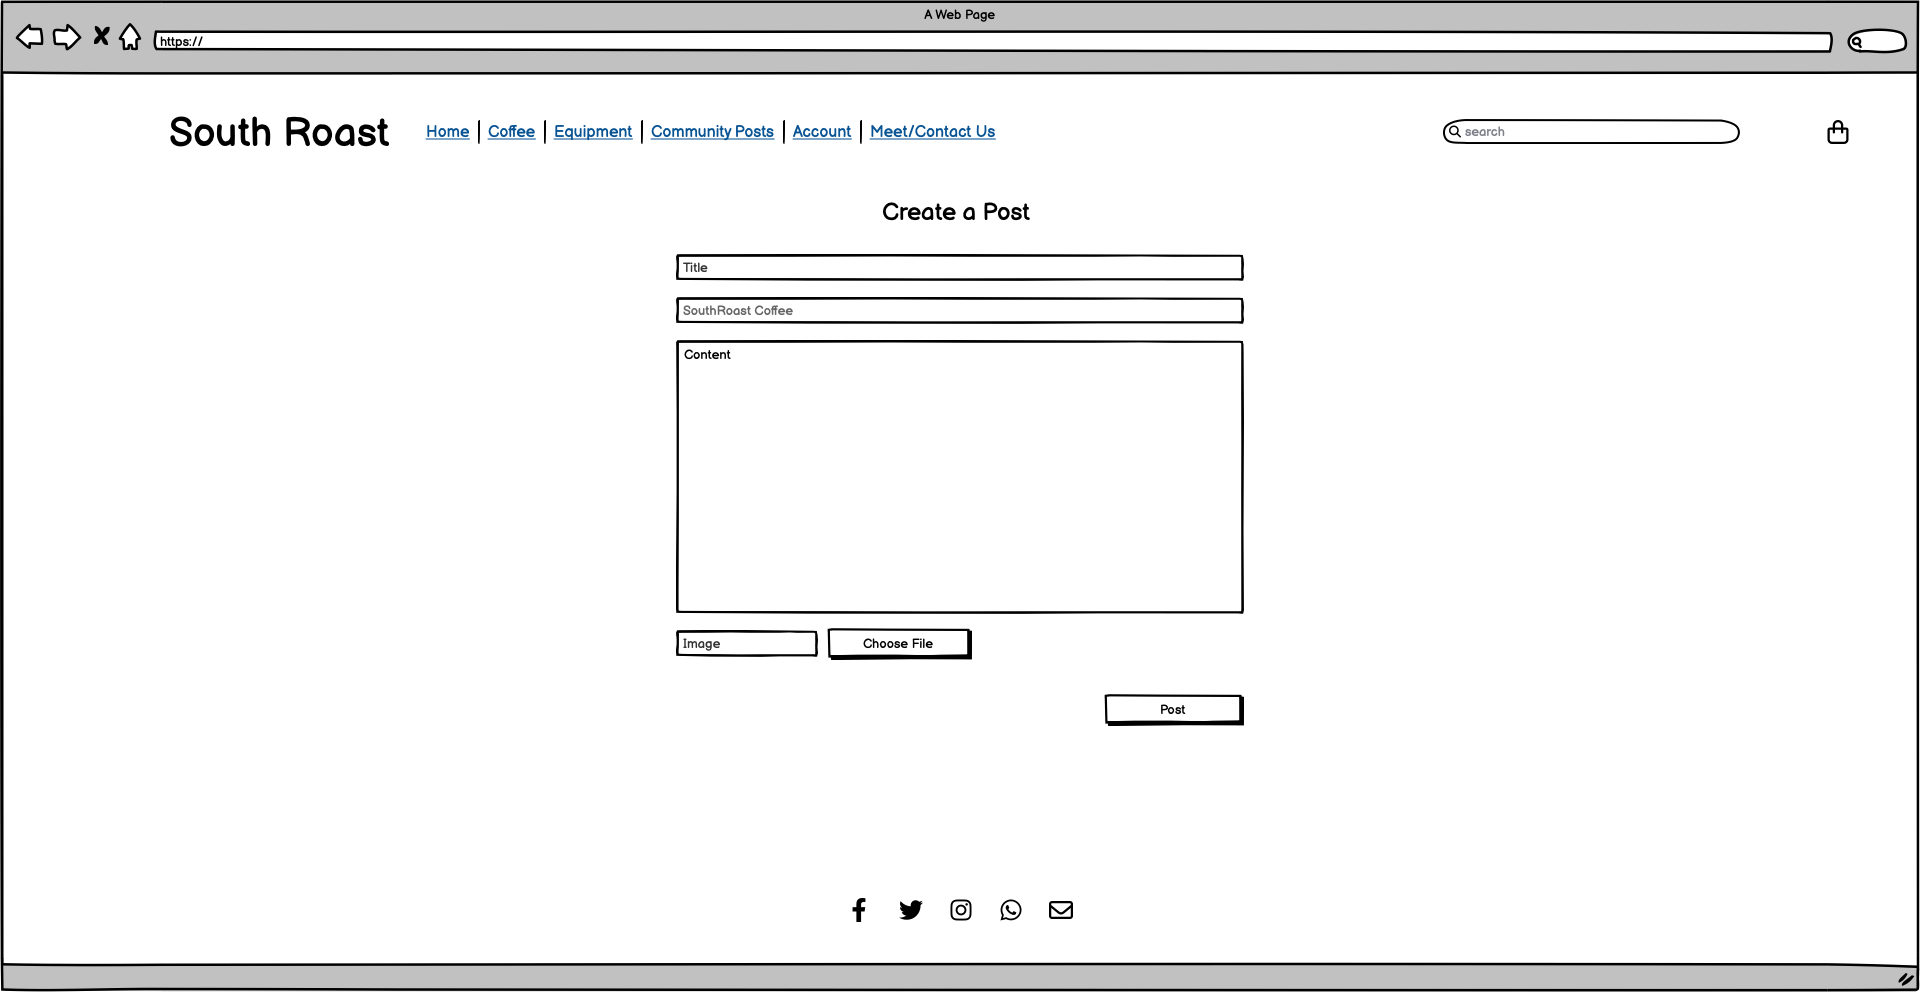 A Web Page
https://
South Roast
Home | Coffee | Equipment | Community Posts | Account | Meet/Contact Us
search
Create a Post
Title
SouthRoast Coffee
Content
Image
Choose File
Post